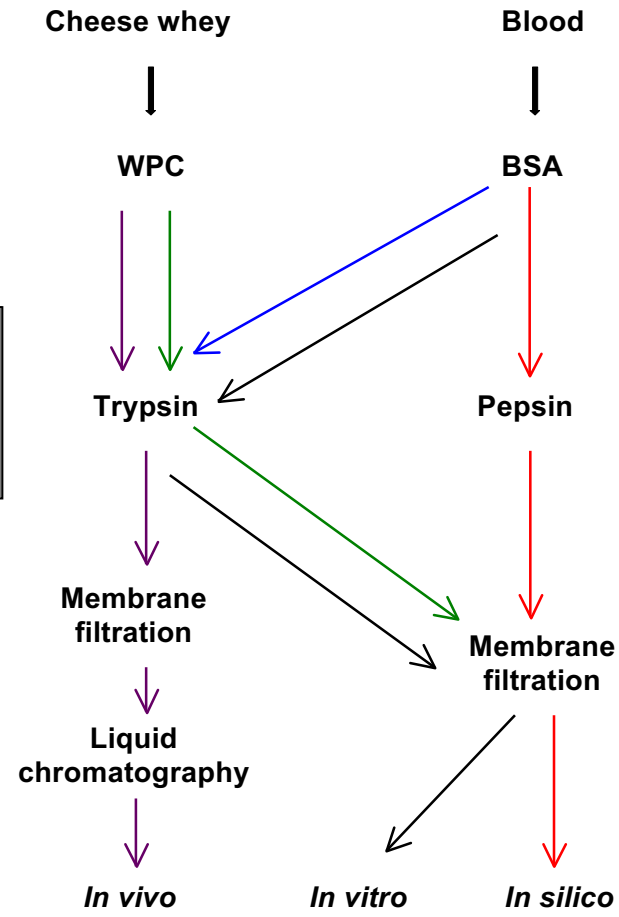 Cheese whey
Blood
WPC
BSA
Trypsin
Pepsin
Membrane
filtration
Membrane
filtration
Liquid
chromatography
In vivo
In vitro
In silico